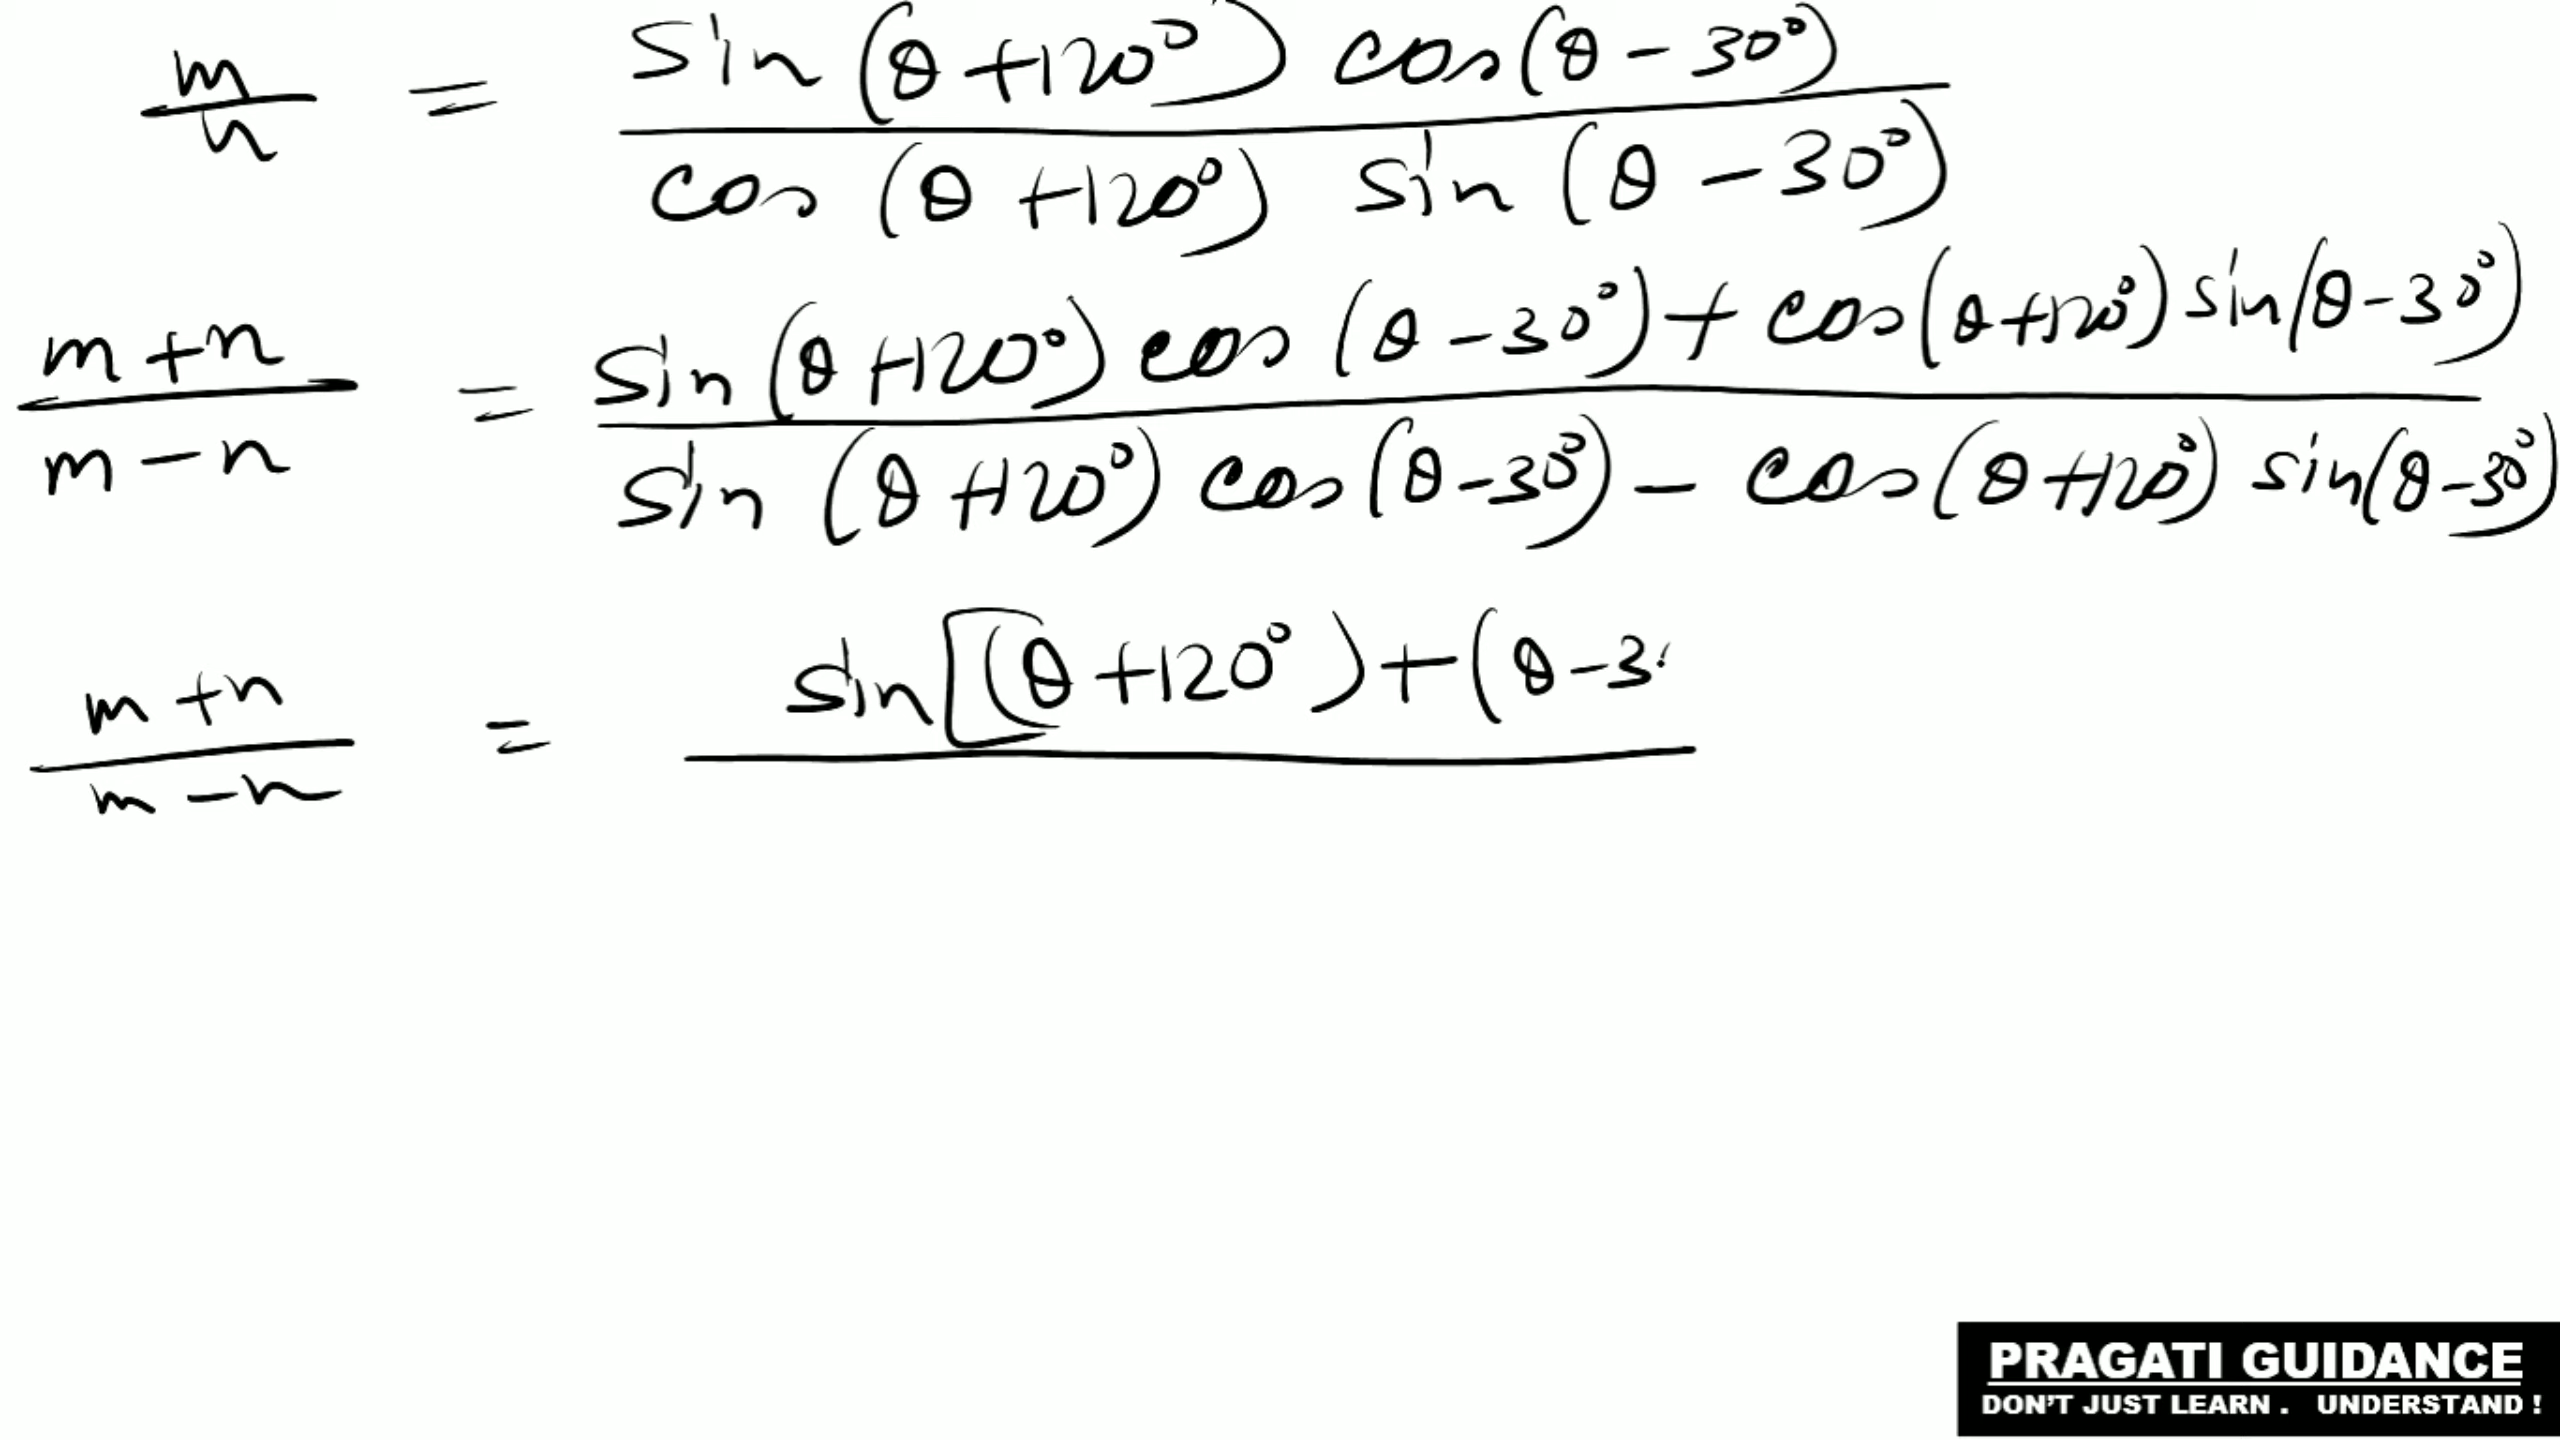 m/n = sin (θ +120°) cos(θ - 30°) / cos (θ +120°) sin (θ - 30°)
m+n / m-n = sin (θ +120°) cos (θ - 30°) + cos(θ +120°) sin(θ - 30°) / sin (θ +120°) cos(θ - 30°) - cos(θ +120°) sin(θ - 30°)
m+n / m-n = sin[(θ +120°)+(θ -3
PRAGATI GUIDANCE
DON'T JUST LEARN . UNDERSTAND !